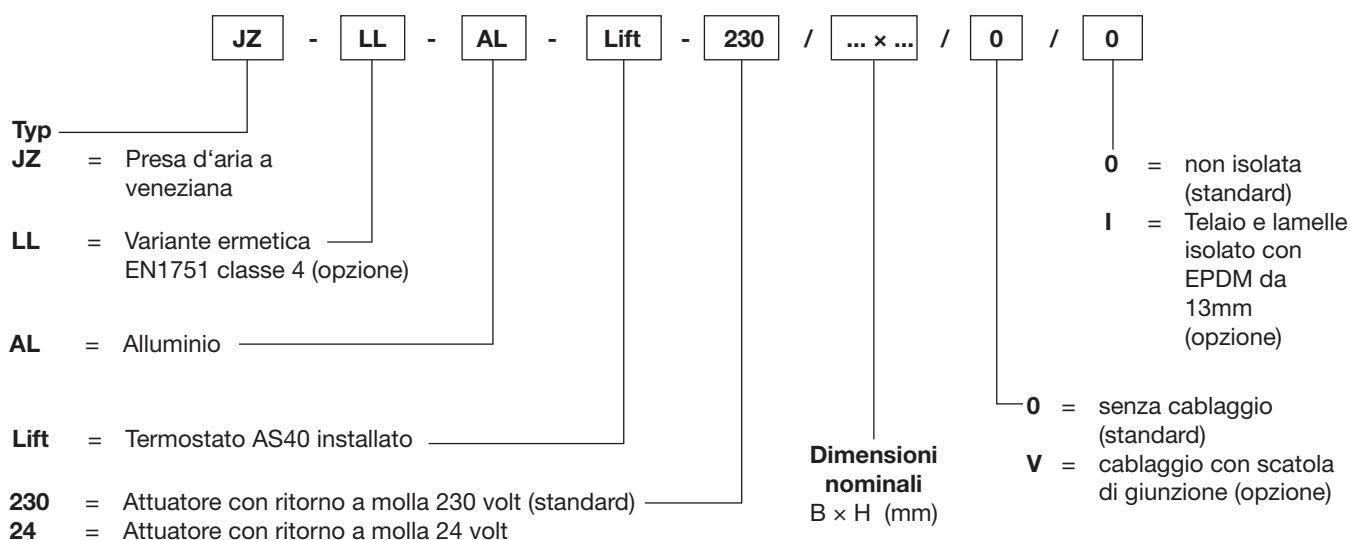 JZ - LL - AL - Lift - 230 / ... × ... / 0 / 0
Typ
JZ = Presa d‘aria a
veneziana
LL = Variante ermetica
EN1751 classe 4 (opzione)
AL = Alluminio
Lift = Termostato AS40 installato
230 = Attuatore con ritorno a molla 230 volt (standard)
24 = Attuatore con ritorno a molla 24 volt
Dimensioni
nominali
B × H (mm)
0 = senza cablaggio
(standard)
V = cablaggio con scatola
di giunzione (opzione)
0 = non isolata
(standard)
I = Telaio e lamelle
isolato con
EPDM da
13mm
(opzione)